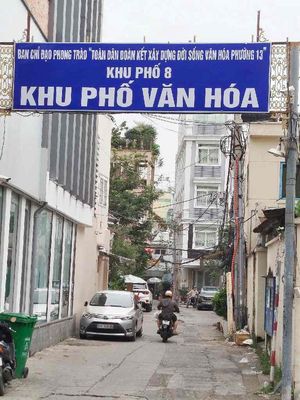 BAN CHỈ ĐẠO PHONG TRÀO "TOÀN DÂN ĐOÀN KẾT XÂY DỰNG ĐỜI SỐNG VĂN HÓA PHƯỜNG 13"
KHU PHỐ 8
KHU PHỐ VĂN HÓA